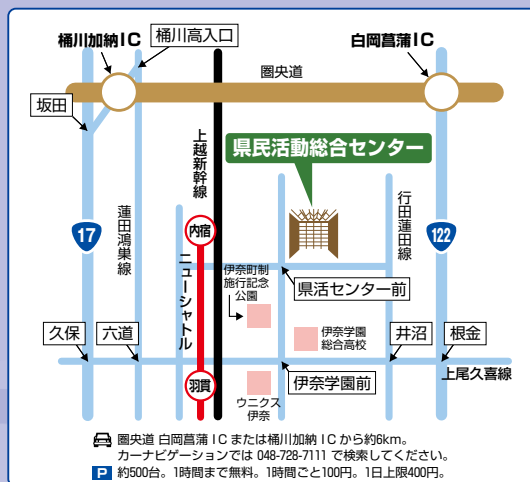 桶川加納IC
桶川高入口
白岡菖蒲IC
圏央道
坂田
上越新幹線
県民活動総合センター
蓮田鴻巣線
行田蓮田線
17
内宿
122
ニューシャトル
伊奈町制
施行記念
公園
県活センター前
久保
六道
伊奈学園
総合高校
井沼
根金
上尾久喜線
羽貫
伊奈学園前
ウニクス
伊奈
圏央道 白岡菖蒲 IC または桶川加納 IC から約6km。
カーナビゲーションでは 048-728-7111 で検索してください。
P 約500台。1時間まで無料。1時間ごと100円。1日上限400円。